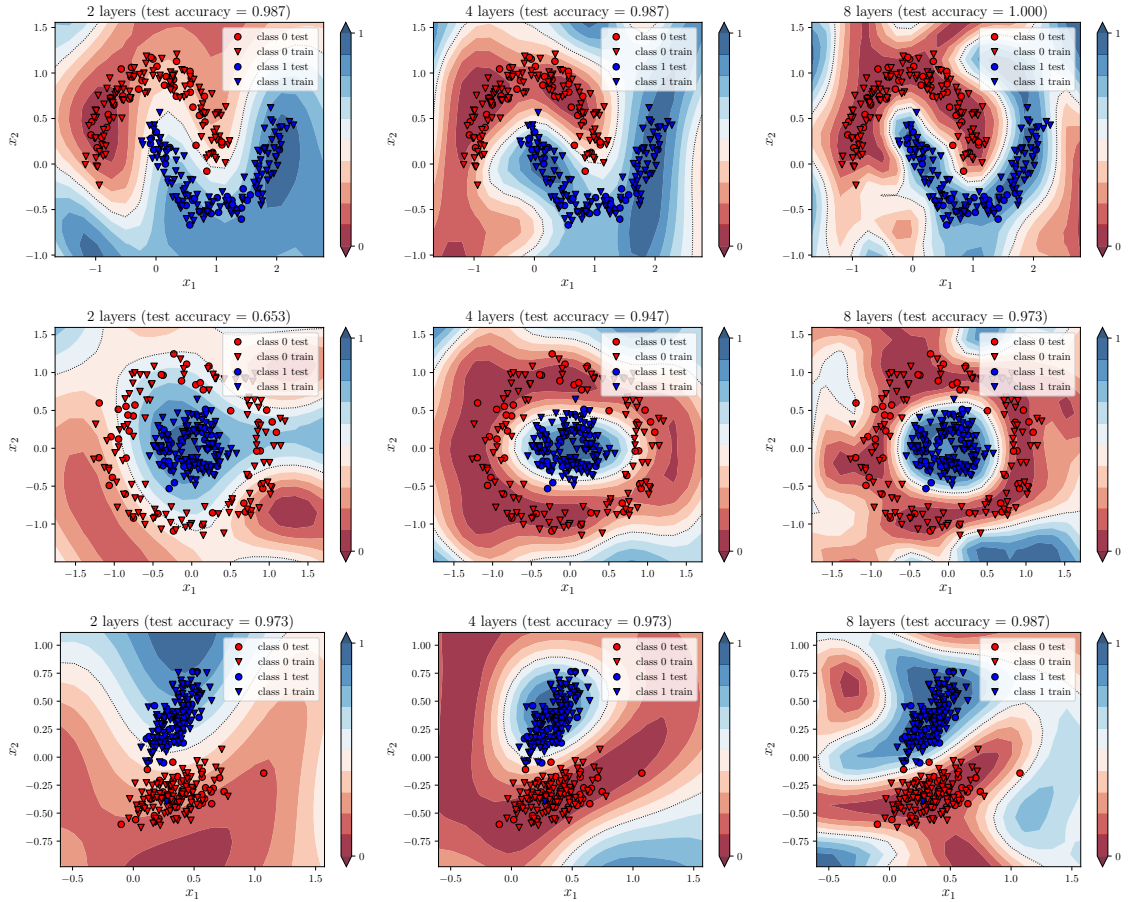 2 layers (test accuracy = 0.987)
4 layers (test accuracy = 0.987)
8 layers (test accuracy = 1.000)
1.5
1.0
0.5
0.0
−0.5
−1.0
x2
−1
0
1
2
x1
class 0 test
class 0 train
class 1 test
class 1 train
1
0
1.5
1.0
0.5
0.0
−0.5
−1.0
x2
−1
0
1
2
x1
class 0 test
class 0 train
class 1 test
class 1 train
1
0
1.5
1.0
0.5
0.0
−0.5
−1.0
x2
−1
0
1
2
x1
class 0 test
class 0 train
class 1 test
class 1 train
1
0
2 layers (test accuracy = 0.653)
4 layers (test accuracy = 0.947)
8 layers (test accuracy = 0.973)
1.5
1.0
0.5
0.0
−0.5
−1.0
x2
−1.5
−1.0
−0.5
0.0
0.5
1.0
1.5
x1
class 0 test
class 0 train
class 1 test
class 1 train
1
0
1.5
1.0
0.5
0.0
−0.5
−1.0
x2
−1.5
−1.0
−0.5
0.0
0.5
1.0
1.5
x1
class 0 test
class 0 train
class 1 test
class 1 train
1
0
1.5
1.0
0.5
0.0
−0.5
−1.0
x2
−1.5
−1.0
−0.5
0.0
0.5
1.0
1.5
x1
class 0 test
class 0 train
class 1 test
class 1 train
1
0
2 layers (test accuracy = 0.973)
4 layers (test accuracy = 0.973)
8 layers (test accuracy = 0.987)
1.00
0.75
0.50
0.25
0.00
−0.25
−0.50
−0.75
x2
−0.5
0.0
0.5
1.0
1.5
x1
class 0 test
class 0 train
class 1 test
class 1 train
1
0
1.00
0.75
0.50
0.25
0.00
−0.25
−0.50
−0.75
x2
−0.5
0.0
0.5
1.0
1.5
x1
class 0 test
class 0 train
class 1 test
class 1 train
1
0
1.00
0.75
0.50
0.25
0.00
−0.25
−0.50
−0.75
x2
−0.5
0.0
0.5
1.0
1.5
x1
class 0 test
class 0 train
class 1 test
class 1 train
1
0